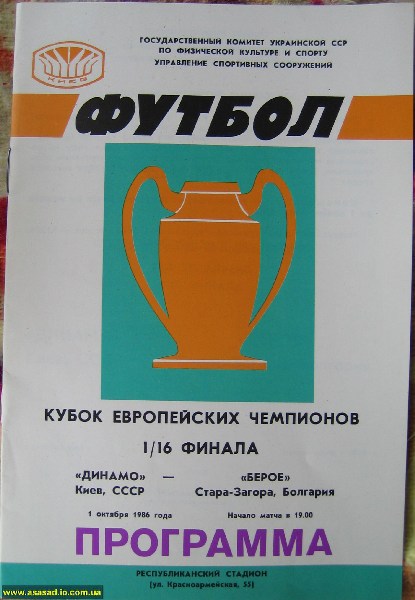 ГОСУДАРСТВЕННЫЙ КОМИТЕТ УКРАИНСКОЙ ССР
ПО ФИЗИЧЕСКОЙ КУЛЬТУРЕ И СПОРТУ
УПРАВЛЕНИЕ СПОРТИВНЫХ СООРУЖЕНИЙ
КИЕВ
ФУТБОЛ
КУБОК ЕВРОПЕЙСКИХ ЧЕМПИОНОВ
1/16 ФИНАЛА
«ДИНАМО» — «БЕРОЕ»
Киев, СССР Стара-Загора, Болгария
1 октября 1986 года Начало матча в 19.00
ПРОГРАММА
РЕСПУБЛИКАНСКИЙ СТАДИОН
(ул. Красноармейская, 55)
www.asasad.io.com.ua